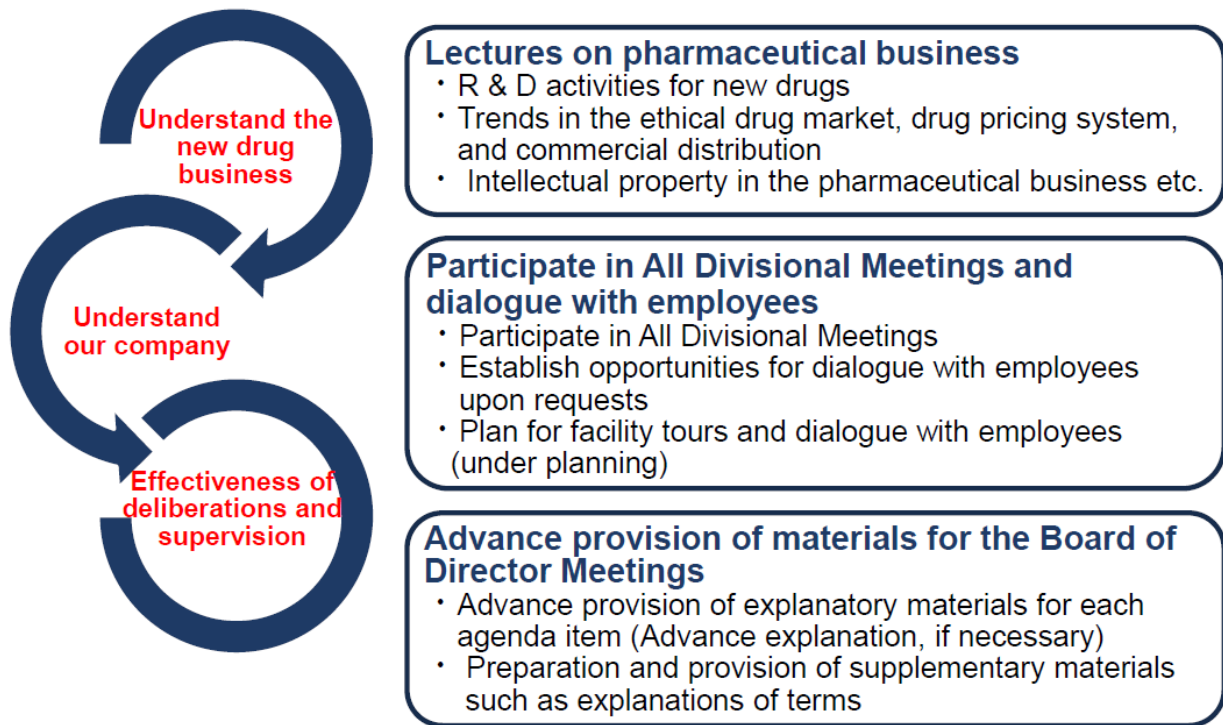 Understand the
new drug
business
Lectures on pharmaceutical business
・R & D activities for new drugs
・Trends in the ethical drug market, drug pricing system,
and commercial distribution
・ Intellectual property in the pharmaceutical business etc.
Understand
our company
Participate in All Divisional Meetings and
dialogue with employees
・Participate in All Divisional Meetings
・Establish opportunities for dialogue with employees
upon requests
・Plan for facility tours and dialogue with employees
(under planning)
Effectiveness of
deliberations and
supervision
Advance provision of materials for the Board of
Director Meetings
・Advance provision of explanatory materials for each
agenda item (Advance explanation, if necessary)
・ Preparation and provision of supplementary materials
such as explanations of terms